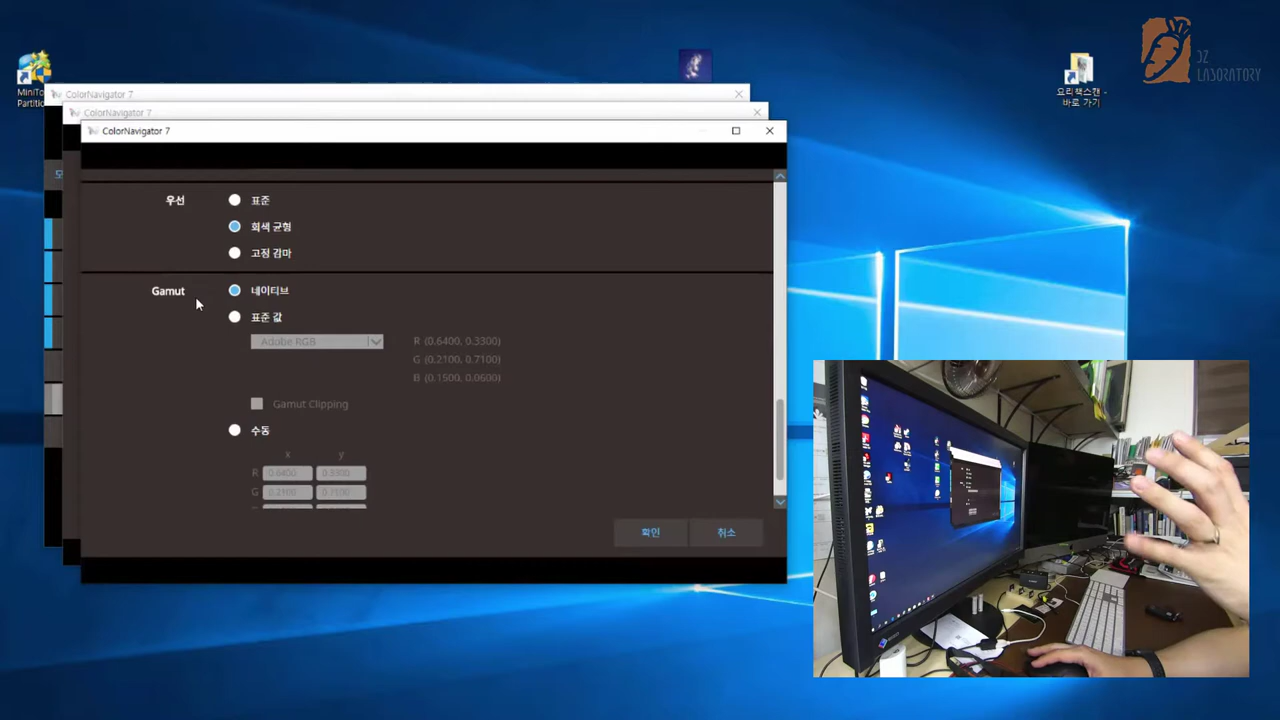 MiniTo
Partition
ColorNavigator 7
ColorNavigator 7
ColorNavigator 7
JZ
LABORATORY
요리책스캔 -
바로 가기
모
우선
표준
회색 균형
고정 감마
Gamut
네이티브
표준 값
Adobe RGB
R (0.6400, 0.3300)
G (0.2100, 0.7100)
B (0.1500, 0.0600)
Gamut Clipping
수동
x y
R 0.6400 0.3300
G 0.2100 0.7100
확인 취소